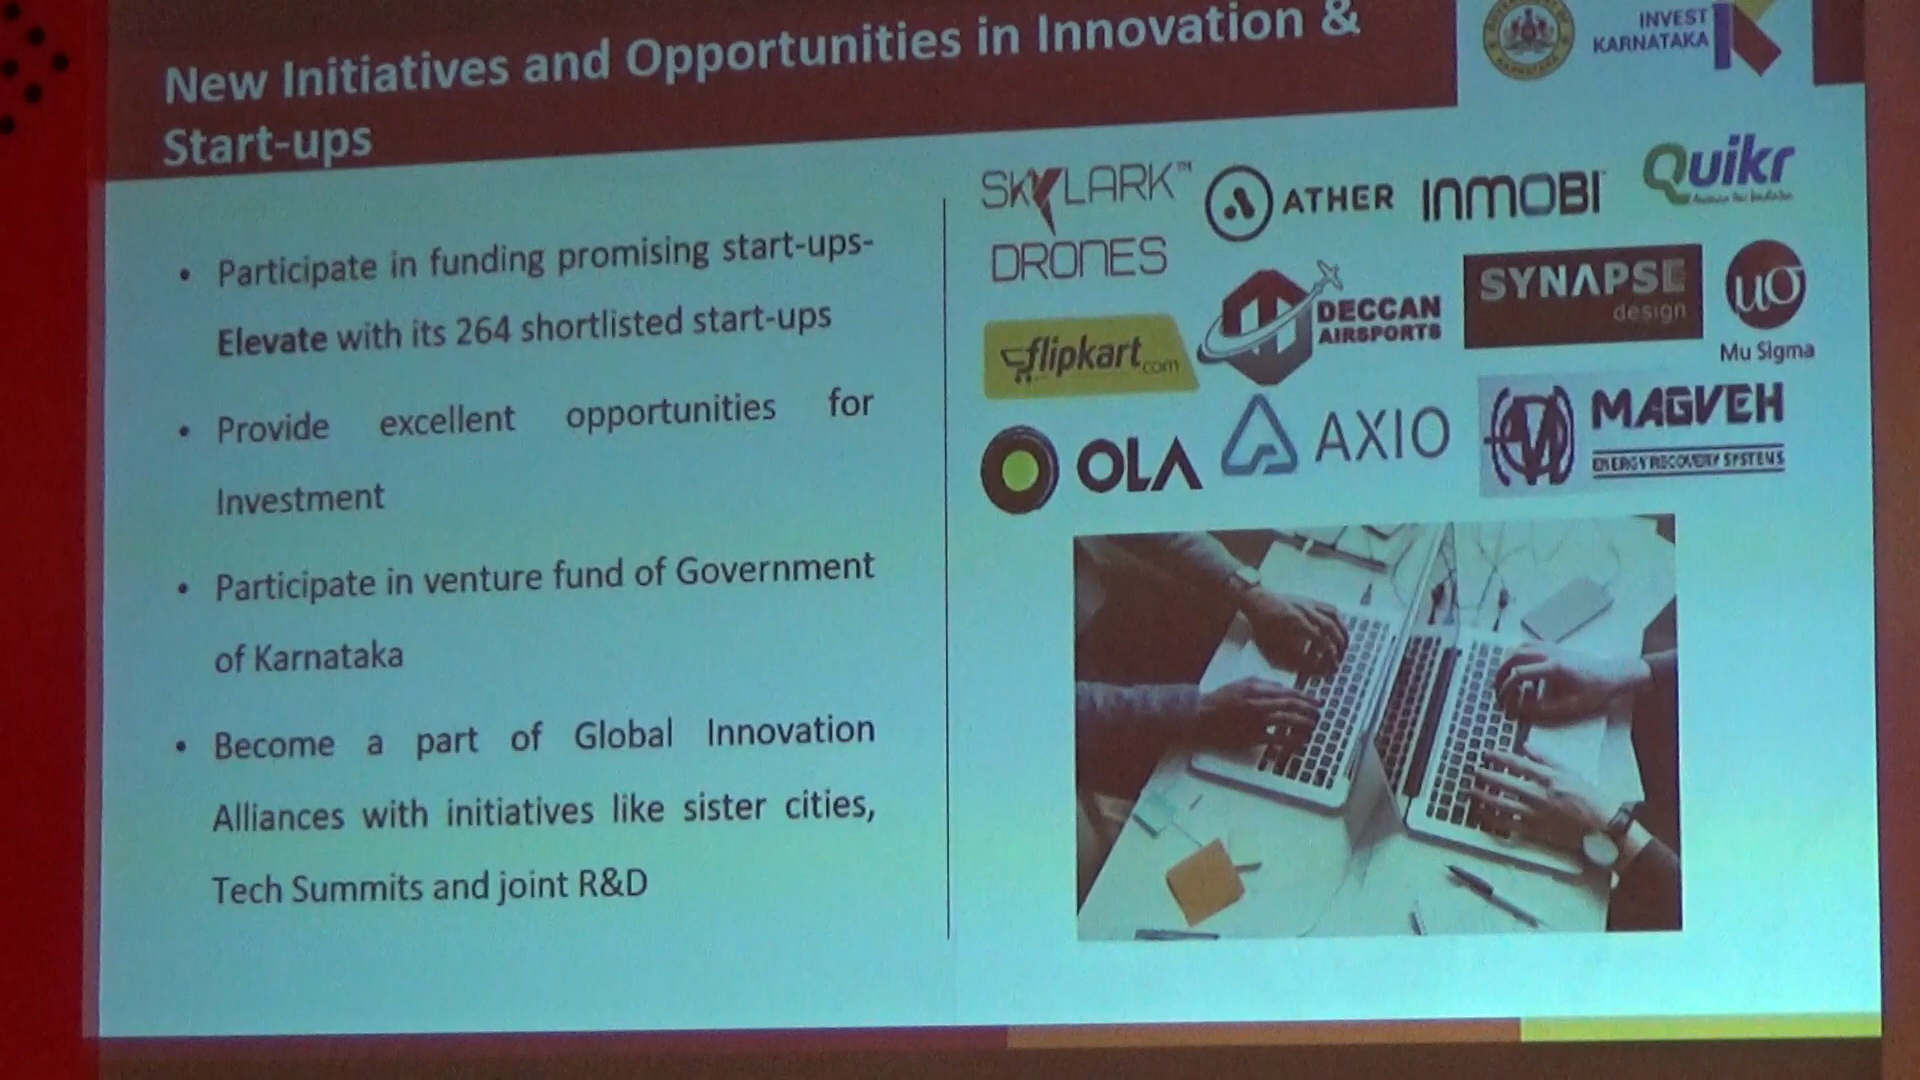 New Initiatives and Opportunities in Innovation &
Start-ups
INVEST
KARNATAKA
• Participate in funding promising start-ups-
Elevate with its 264 shortlisted start-ups
• Provide excellent opportunities for
Investment
• Participate in venture fund of Government
of Karnataka
• Become a part of Global Innovation
Alliances with initiatives like sister cities,
Tech Summits and joint R&D
SKYLARK™
DRONES
ATHER
INMOBI
Quikr
flipkart.com
DECCAN
AIRSPORTS
SYNAPSE
design
μσ
Mu Sigma
OLA
AXIO
MAGVEH
ENERGY RECOVERY SYSTEMS